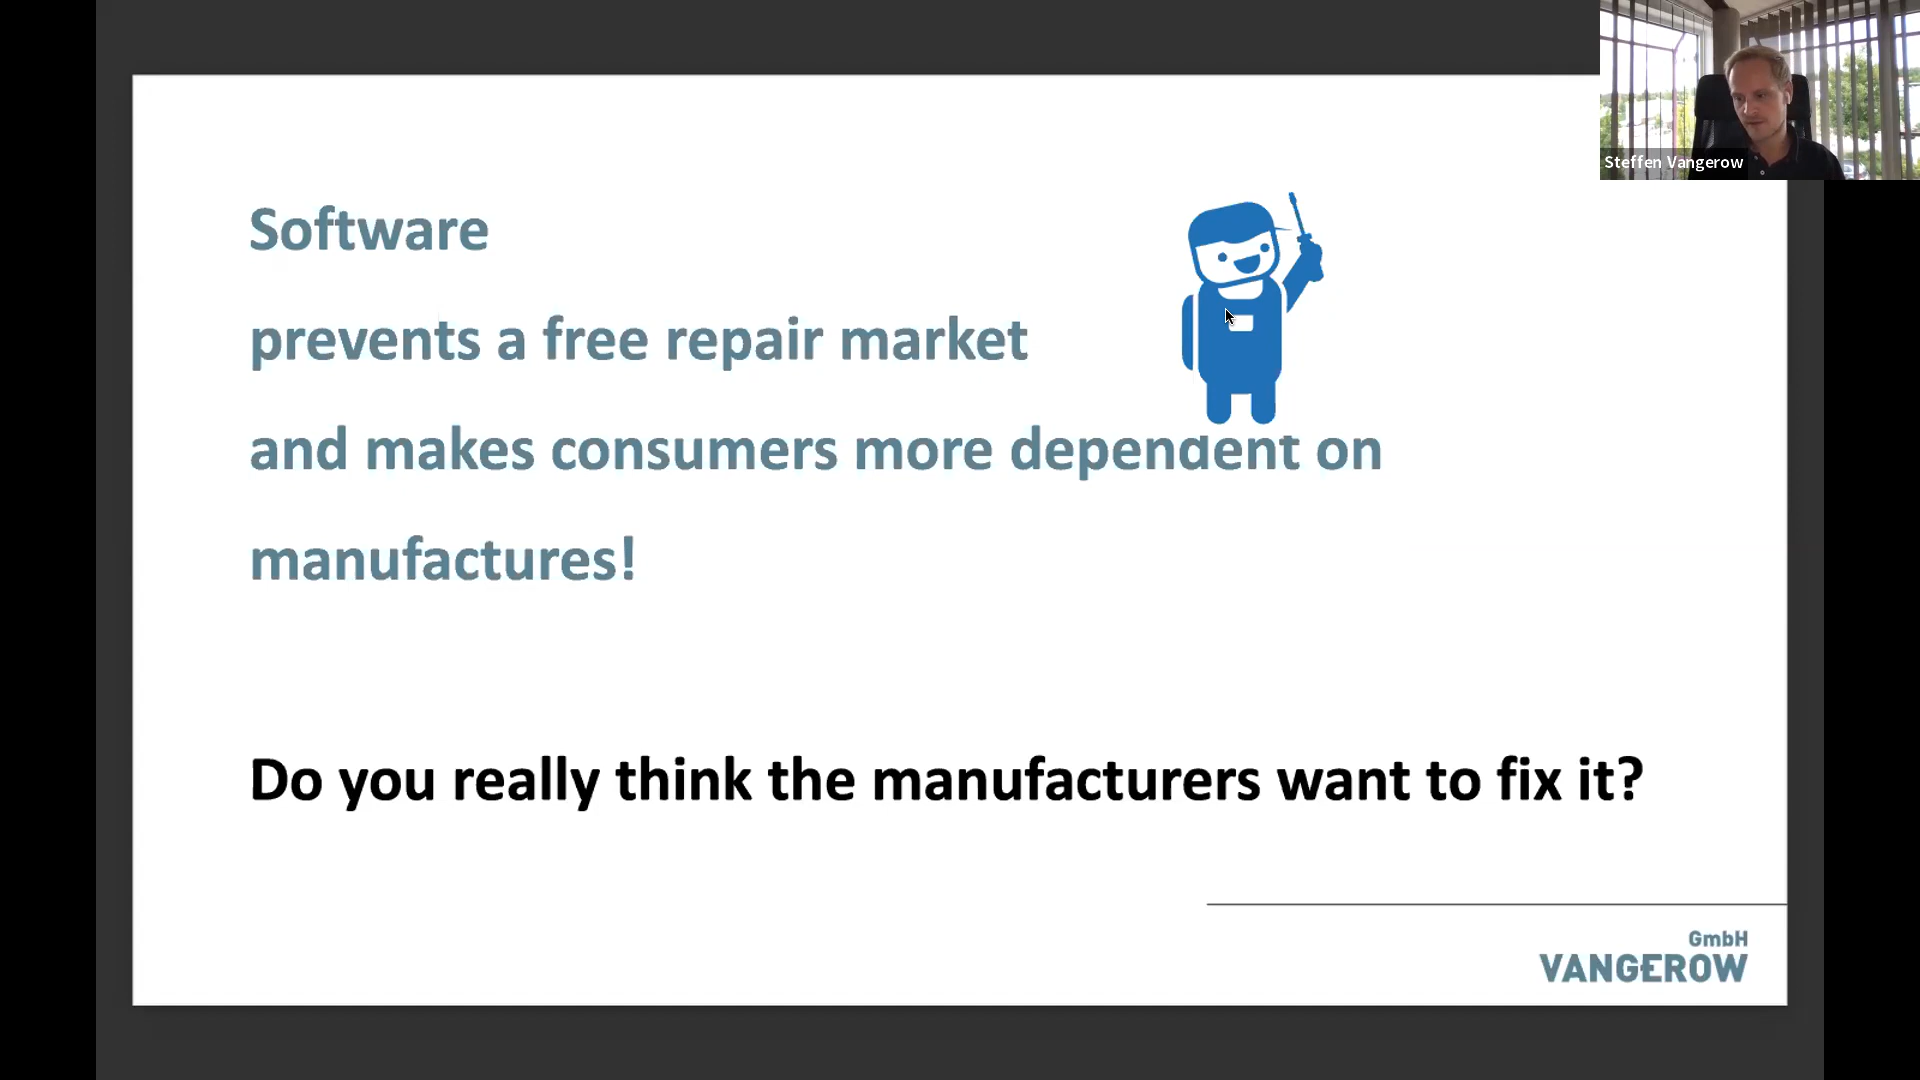 Steffen Vangerow
Software
prevents a free repair market
and makes consumers more dependent on
manufactures!
Do you really think the manufacturers want to fix it?
GmbH
VANGEROW